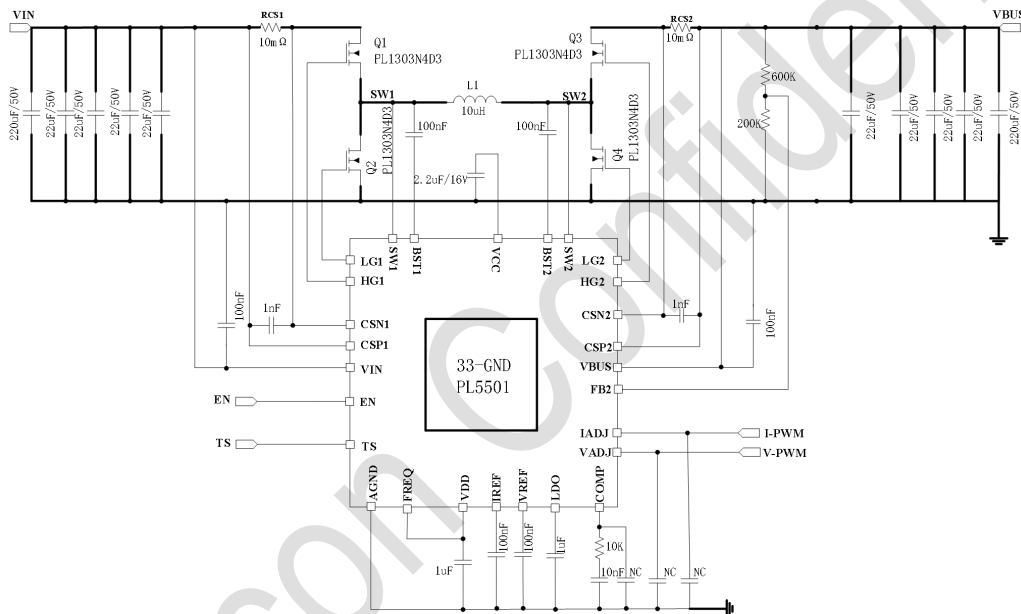 VIN
RCS1
10mΩ
Q1
PL1303N4D3
Q3
PL1303N4D3
RCS2
10mΩ
VBUS
220uF/50V
22uF/50V
22uF/50V
22uF/50V
22uF/50V
SW1
L1
10uH
SW2
100nF
100nF
Q2
PL1303N4D3
2.2uF/16V
Q4
PL1303N4D3
600K
200K
22uF/50V
22uF/50V
22uF/50V
22uF/50V
220uF/50V
SW1
BST1
VCC
BST2
SW2
LG1
HG1
LG2
HG2
100nF
1nF
CSN1
CSP1
VIN
CSN2
1nF
CSP2
VBUS
100nF
FB2
33-GND
PL5501
EN
EN
TS
TS
IADJ
I-PWM
VADJ
V-PWM
AGND
FREQ
VDD
IREF
VREF
LDO
COMP
1uF
100nF
100nF
1uF
10K
10nF
NC
NC
NC
son Confiden